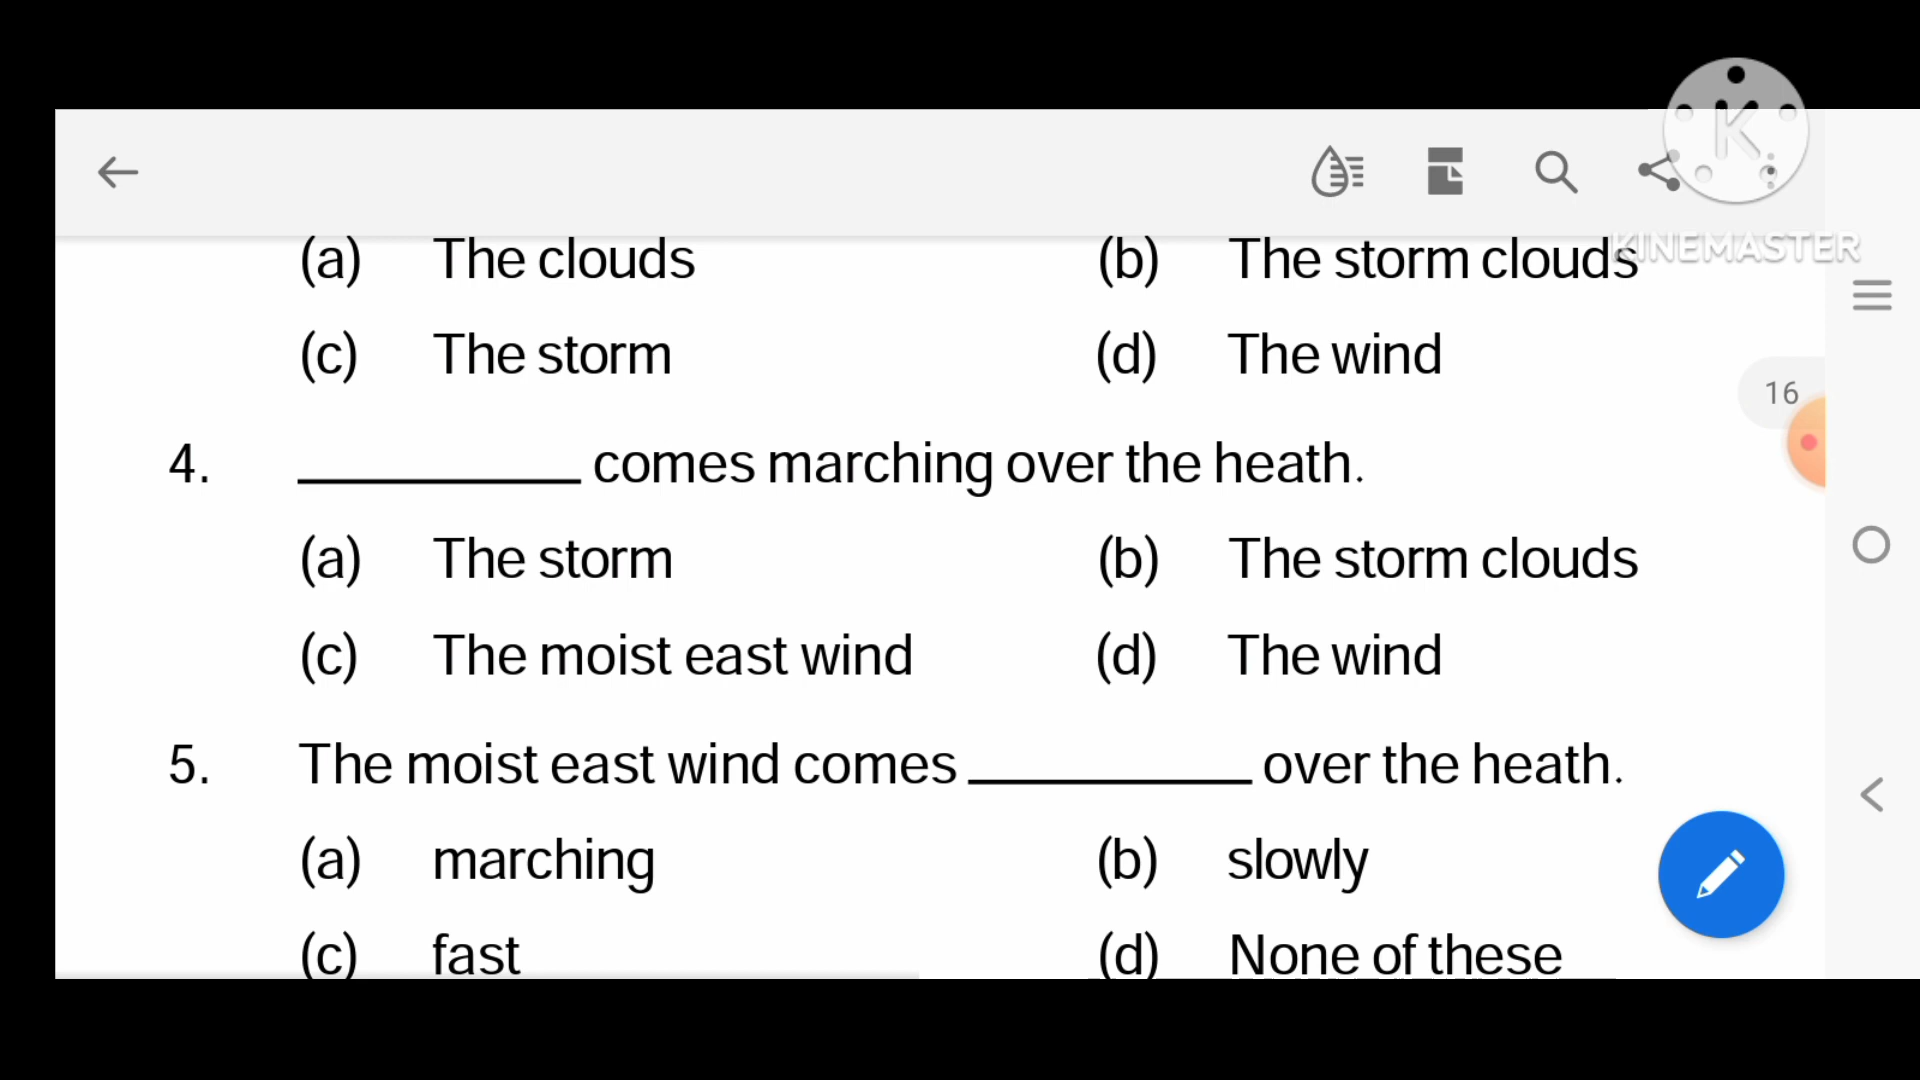 K
KINEMASTER
(a) The clouds (b) The storm clouds
(c) The storm (d) The wind
16
4. __________ comes marching over the heath.
(a) The storm (b) The storm clouds
(c) The moist east wind (d) The wind
5. The moist east wind comes __________ over the heath.
(a) marching (b) slowly
(c) fast (d) None of these